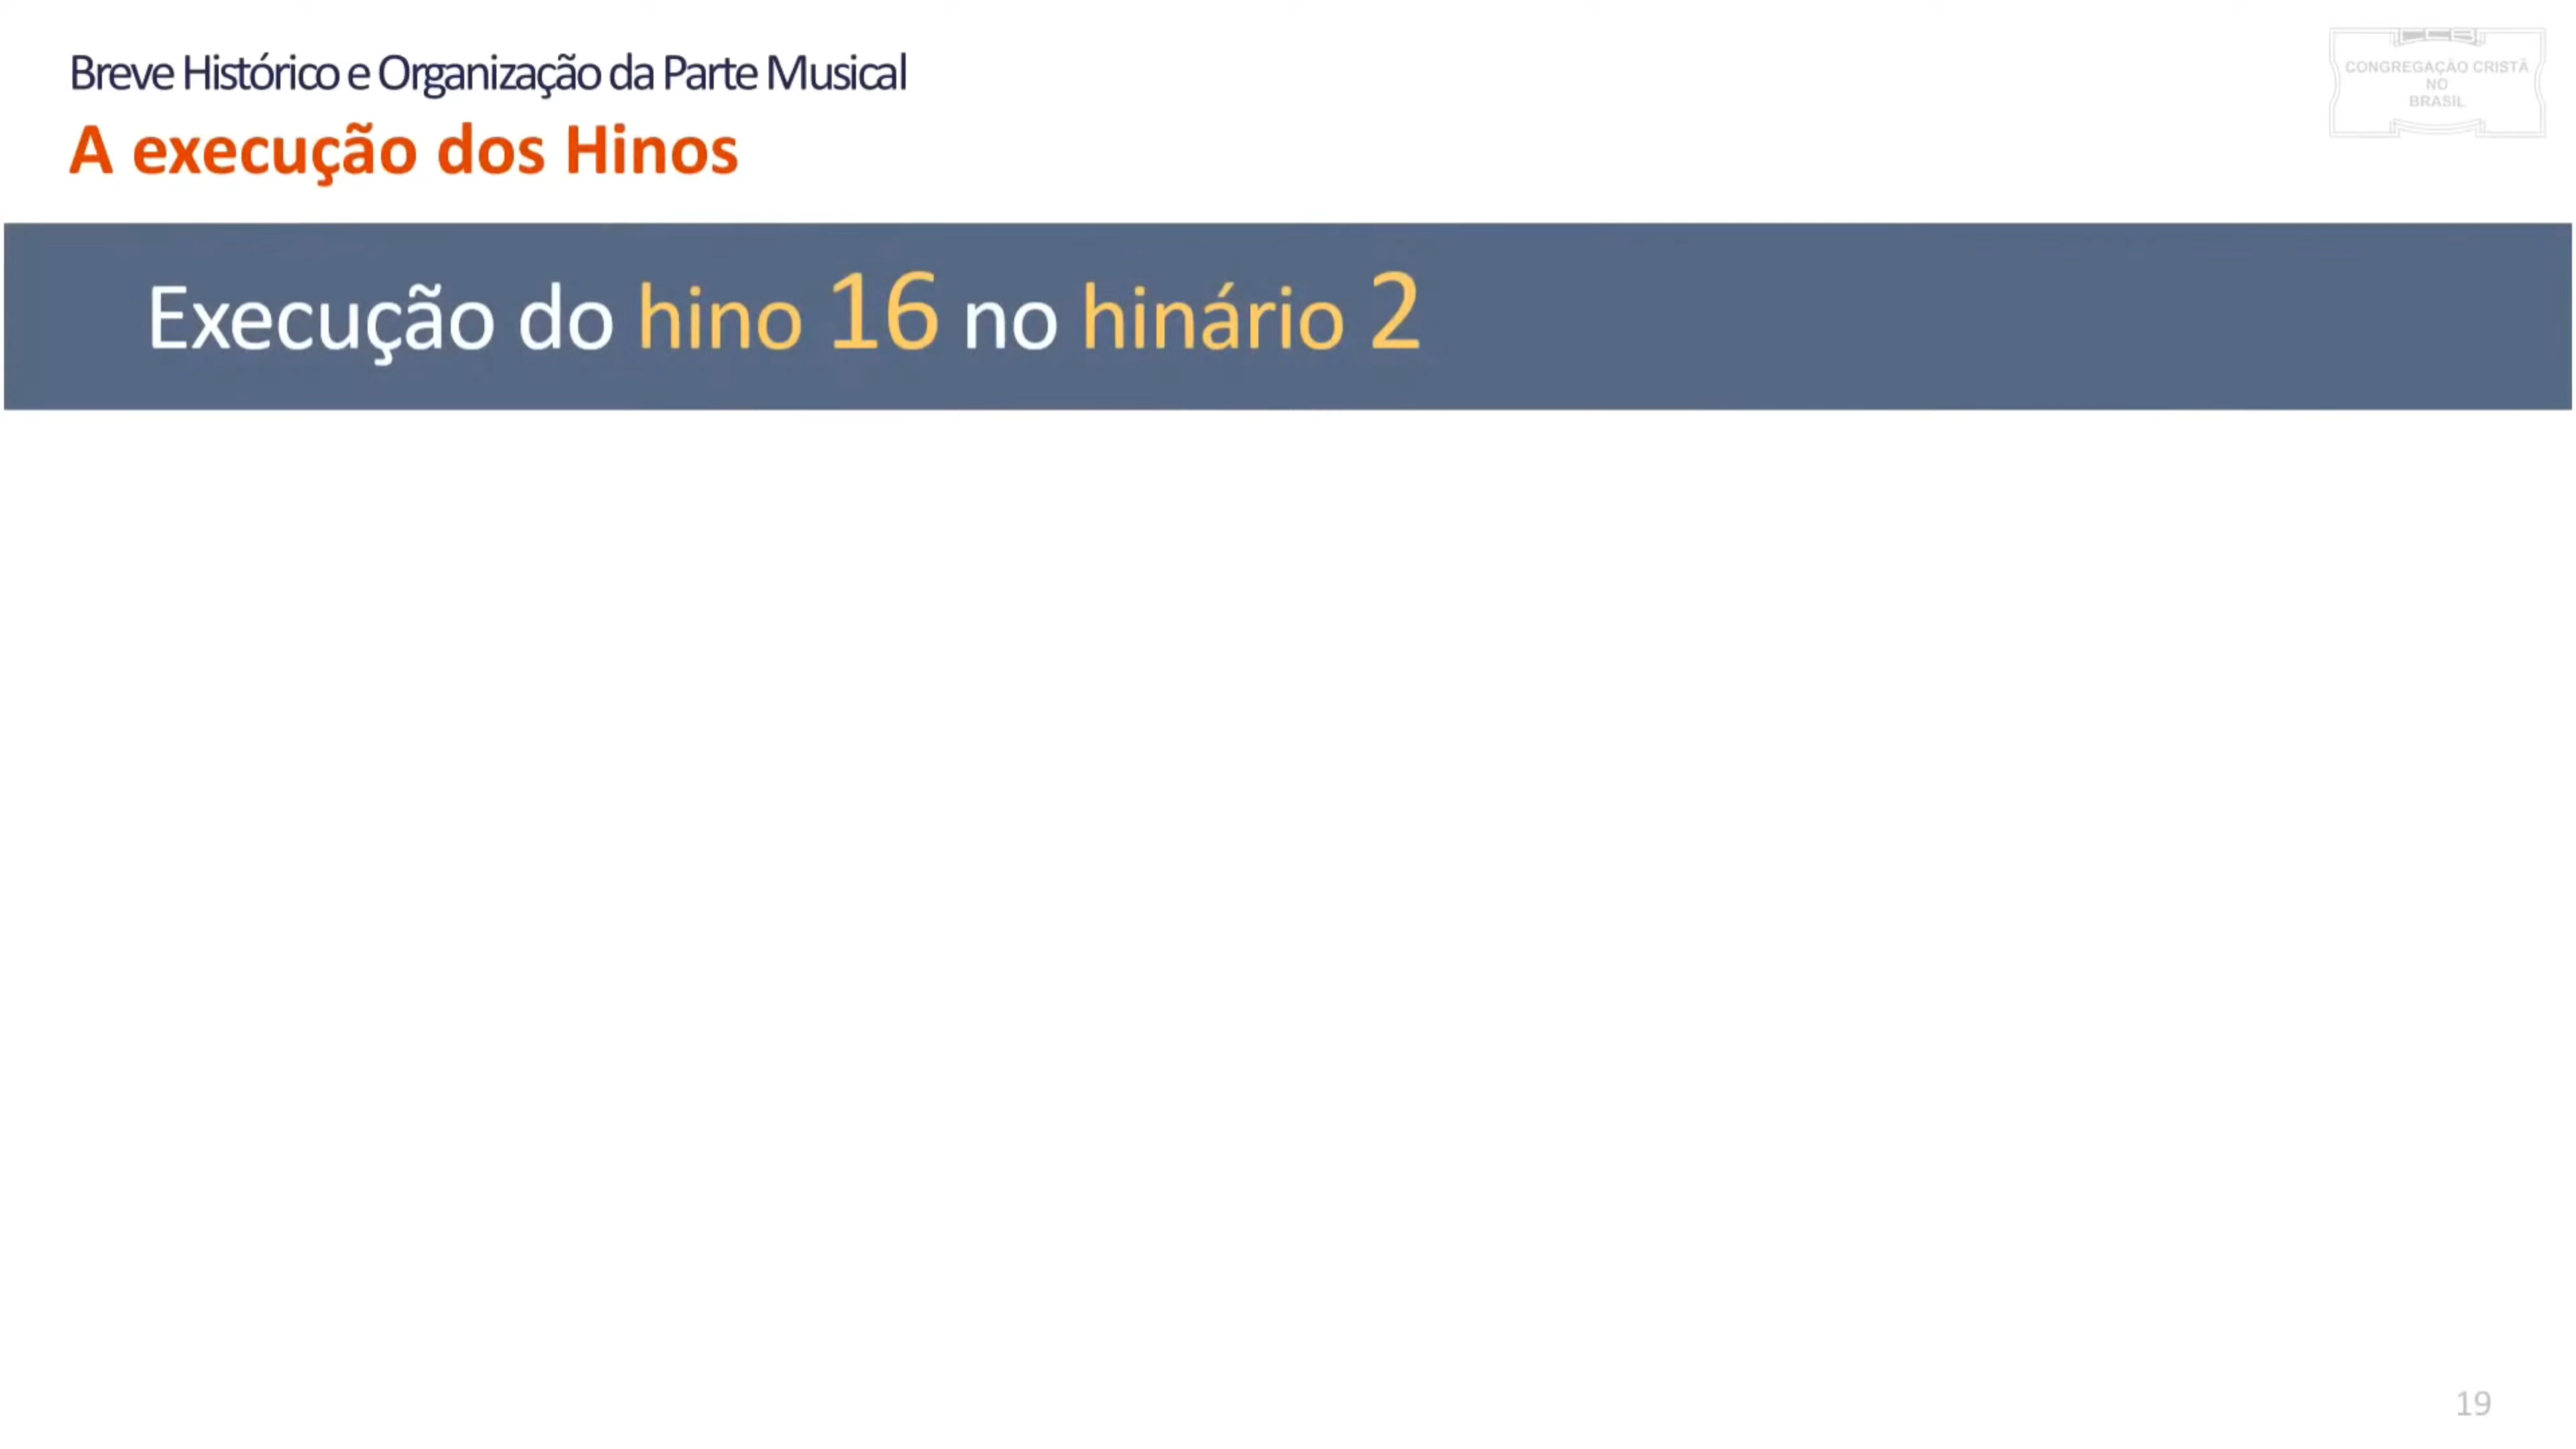 Breve Histórico e Organização da Parte Musical
A execução dos Hinos
CONGREGAÇÃO CRISTÃ
NO
BRASIL
Execução do hino 16 no hinário 2
19